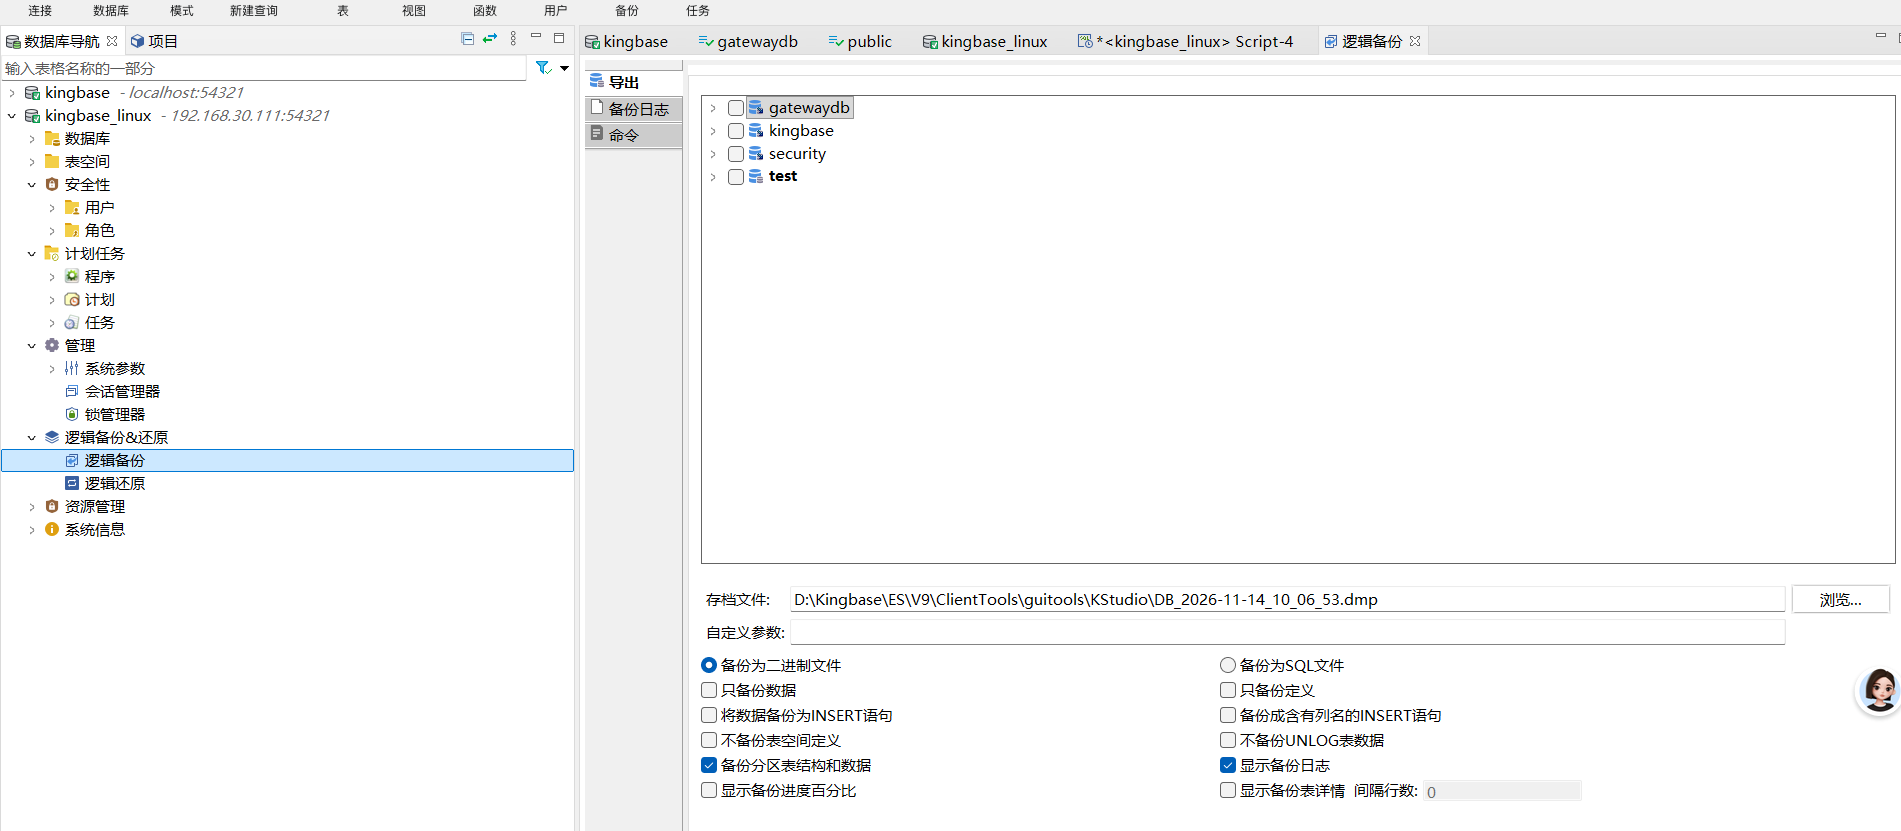 连接 数据库 模式 新建查询 表 视图 函数 用户 备份 任务
数据库导航 项目
输入表格名称的一部分
kingbase - localhost:54321
kingbase_linux - 192.168.30.111:54321
数据库
表空间
安全性
用户
角色
计划任务
程序
计划
任务
管理
系统参数
会话管理器
锁管理器
逻辑备份&还原
逻辑备份
逻辑还原
资源管理
系统信息
kingbase gatewaydb public kingbase_linux *<kingbase_linux> Script-4 逻辑备份
导出
备份日志
命令
gatewaydb
kingbase
security
test
存档文件: D:\Kingbase\ES\V9\ClientTools\guitools\KStudio\DB_2026-11-14_10_06_53.dmp 浏览...
自定义参数:
备份为二进制文件 备份为SQL文件
只备份数据 只备份定义
将数据备份为INSERT语句 备份成含有列名的INSERT语句
不备份表空间定义 不备份UNLOG表数据
备份分区表结构和数据 显示备份日志
显示备份进度百分比 显示备份表详情 间隔行数: 0